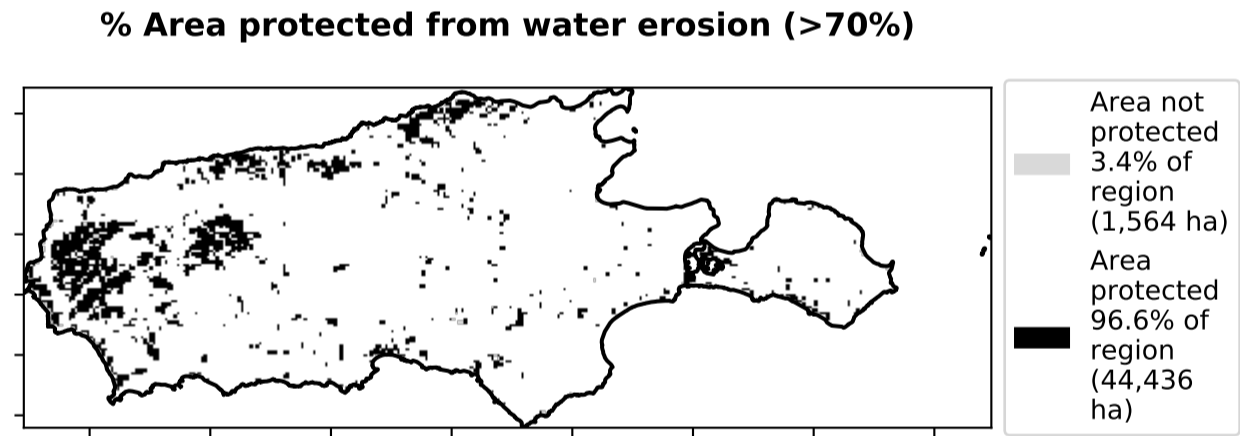 % Area protected from water erosion (>70%)
Area not
protected
3.4% of
region
(1,564 ha)
Area
protected
96.6% of
region
(44,436
ha)